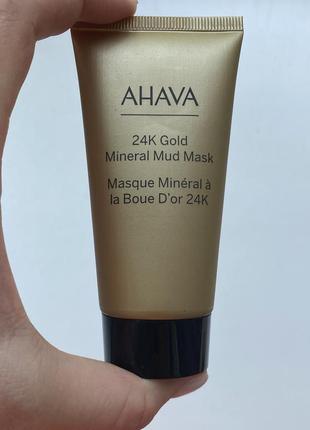 AHAVA
24K Gold
Mineral Mud Mask
Masque Minéral à
la Boue D'or 24K